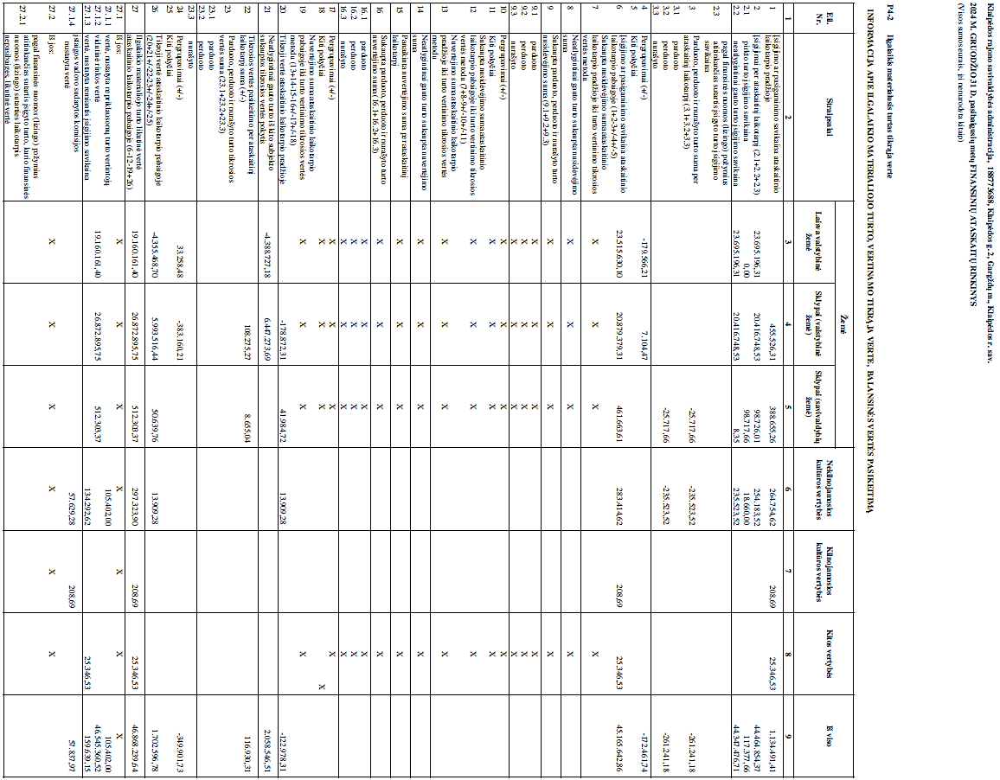 Klaipėdos rajono savivaldybės administracija, 188773688, Klaipėdos g. 2, Gargždų m., Klaipėdos r. sav.
2024 M. GRUODŽIO 31 D. pasibaigusių metų FINANSINIŲ ATASKAITŲ RINKINYS
(Visos sumos eurais, jei nenurodyta kitaip)
P4-2 Ilgalaikis materialusis turtas tikrąja verte
INFORMACIJA APIE ILGALAIKIO MATERIALIOJO TURTO, VERTINAMO TIKRĄJA VERTE, BALANSINĖS VERTĖS PASIKEITIMĄ
Eil. Nr. Straipsniai Žemė Nekilnojamosios kultūros vertybės Kilnojamosios kultūros vertybės Kitos vertybės Iš viso
Laisva valstybinė žemė Sklypai (valstybinė žemė) Sklypai (savivaldybių žemė)
1 2 3 4 5 6 7 8 9
1 Įsigijimo ar pasigaminimo savikaina ataskaitinio laikotarpio pradžioje 455.526,31 388.655,26 264.754,62 208,69 25.346,53 1.134.491,41
2 Įsigijimai per ataskaitinį laikotarpį (2.1+2.2+2.3) 23.695.196,31 20.416.748,53 98.726,01 254.183,52 44.464.854,37
2.1 pirkto turto įsigijimo savikaina 0,00 98.717,66 18.660,00 117.377,66
2.2 neatlygintinai gauto turto įsigijimo savikaina 23.695.196,31 20.416.748,53 8,35 235.523,52 44.347.476,71
2.3 pagal finansinės nuomos (lizingo) požymius atitinkančias sutartis įsigyto turto įsigijimo savikaina
3 Parduoto, perduoto ir nurašyto turto suma per ataskaitinį laikotarpį (3.1+3.2+3.3) -25.717,66 -235.523,52 -261.241,18
3.1 parduoto
3.2 perduoto -25.717,66 -235.523,52 -261.241,18
3.3 nurašyto
4 Pergrupavimai (+/-) -179.566,21 7.104,47 -172.461,74
5 Kiti pokyčiai
6 Įsigijimo ar pasigaminimo savikaina ataskaitinio laikotarpio pabaigoje (1+2-3+/-4+/-5) 23.515.630,10 20.879.379,31 461.663,61 283.414,62 208,69 25.346,53 45.165.642,86
7 Sukaupta nusidėvėjimo suma ataskaitinio laikotarpio pradžioje iki turto vertinimo tikrosios vertės metodu X X X X
8 Neatlygintinai gauto turto sukaupta nusidėvėjimo suma X X X X
9 Sukaupta parduoto, perduoto ir nurašyto turto nusidėvėjimo suma (9.1+9.2+9.3) X X X X
9.1 parduoto X X X X
9.2 perduoto X X X X
9.3 nurašyto X X X X
10 Pergrupavimai (+/-) X X X X
11 Kiti pokyčiai X X X X
12 Sukaupta nusidėvėjimo suma ataskaitinio laikotarpio pabaigoje iki turto vertinimo tikrosios vertės metodu (7+8-9+/-10+/-11) X X X X
13 Nuvertėjimo suma ataskaitinio laikotarpio pradžioje iki turto vertinimo tikrosios vertės metodu X X X X
14 Neatlygintinai gauto turto sukaupta nuvertėjimo suma X X X X
15 Panaikinta nuvertėjimo suma per ataskaitinį laikotarpį X X X X
16 Sukaupta parduoto, perduoto ir nurašyto turto nuvertėjimo suma (16.1+16.2+16.3) X X X X
16.1 parduoto X X X X
16.2 perduoto X X X X
16.3 nurašyto X X X X
17 Pergrupavimai (+/-) X X X X
18 Kiti pokyčiai X X X X
19 Nuvertėjimo suma ataskaitinio laikotarpio pabaigoje iki turto vertinimo tikrosios vertės metodu (13+14-15-16+/-17+/-18) X X X X
20 Tikroji vertė ataskaitinio laikotarpio pradžioje -178.872,31 41.984,72 13.909,28 -122.978,31
21 Neatlygintinai gauto turto iš kito subjekto sukauptos tikrosios vertės pokytis -4.388.727,18 6.447.273,69 2.058.546,51
22 Tikrosios vertės pasikeitimo per ataskaitinį laikotarpį suma (+/-) 108.275,27 8.655,04 116.930,31
23 Parduoto, perduoto ir nurašyto turto tikrosios vertės suma (23.1+23.2+23.3)
23.1 parduoto
23.2 perduoto
23.3 nurašyto
24 Pergrupavimai (+/-) 33.258,48 -383.160,21 -349.901,73
25 Kiti pokyčiai
26 Tikroji vertė ataskaitinio laikotarpio pabaigoje (20+21+/-22-23+/-24+/-25) -4.355.468,70 5.993.516,44 50.639,76 13.909,28 1.702.596,78
27 Ilgalaikio materialiojo turto likutinė vertė ataskaitinio laikotarpio pabaigoje (6-12-19+26) 19.160.161,40 26.872.895,75 512.303,37 297.323,90 208,69 25.346,53 46.868.239,64
27.1 Iš jos: X X X X X X X
27.1.1 vertė, nustatyta nepriklausomų turto vertintojų 105.402,00 105.402,00
27.1.2 vidutinė rinkos vertė 19.160.161,40 26.872.895,75 512.303,37 46.545.360,52
27.1.3 vertė, nustatyta remiantis įsigijimo savikaina 134.292,62 25.346,53 159.639,15
27.1.4 įstaigos vadovo sudarytos komisijos nustatyta vertė 57.629,28 208,69 57.837,97
27.2 Iš jos: X X X X X X
27.2.1 pagal finansinės nuomos (lizingo) požymius atitinkančias sutartis įsigyto turto, kurio finansinės nuomos (lizingo) sutarties laikotarpis nepasibaigęs, likutinė vertė